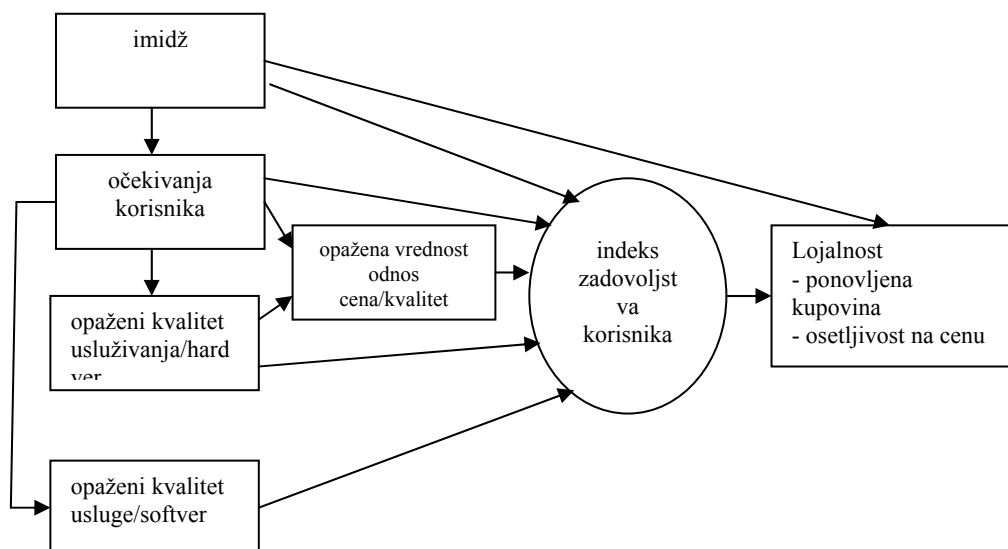 imidž
očekivanja
korisnika
opažena vrednost
odnos
cena/kvalitet
opaženi kvalitet
usluživanja/hard
ver
opaženi kvalitet
usluge/softver
indeks
zadovoljst
va
korisnika
Lojalnost
- ponovljena
kupovina
- osetljivost na cenu